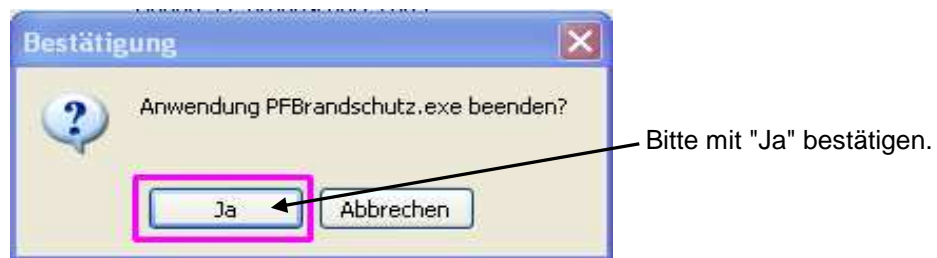 Bestätigung
Anwendung PFBrandschutz.exe beenden?
Bitte mit "Ja" bestätigen.
Ja
Abbrechen